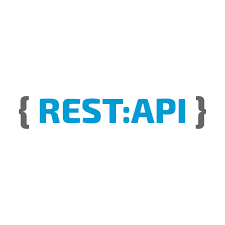 { REST:API }